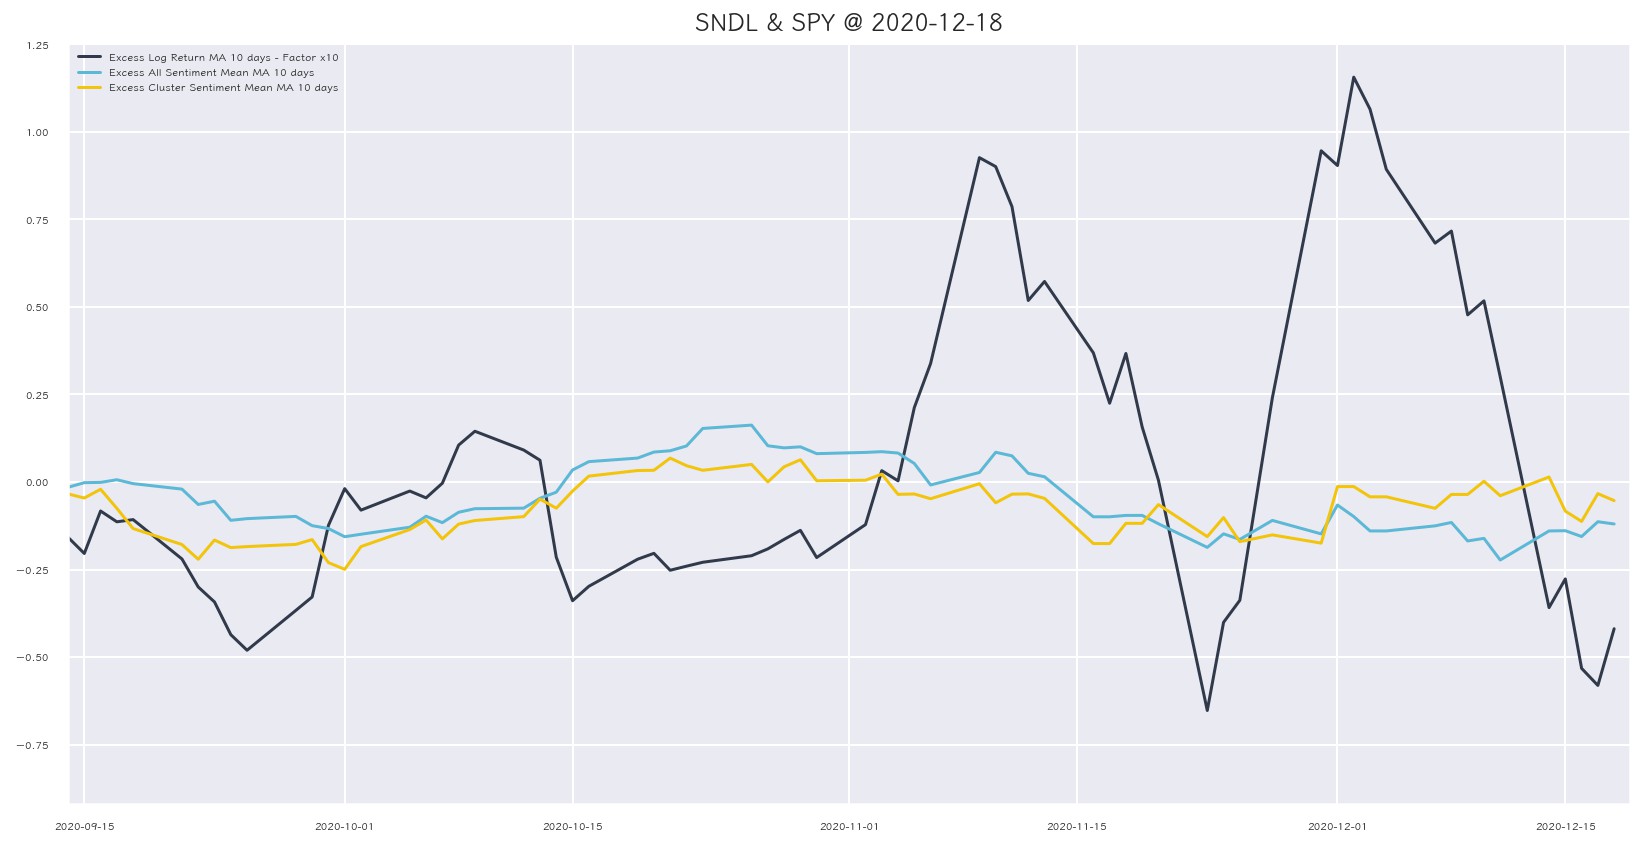 SNDL & SPY @ 2020-12-18
Excess Log Return MA 10 days - Factor x10
Excess All Sentiment Mean MA 10 days
Excess Cluster Sentiment Mean MA 10 days
1.25
1.00
0.75
0.50
0.25
0.00
−0.25
−0.50
−0.75
2020-09-15 2020-10-01 2020-10-15 2020-11-01 2020-11-15 2020-12-01 2020-12-15